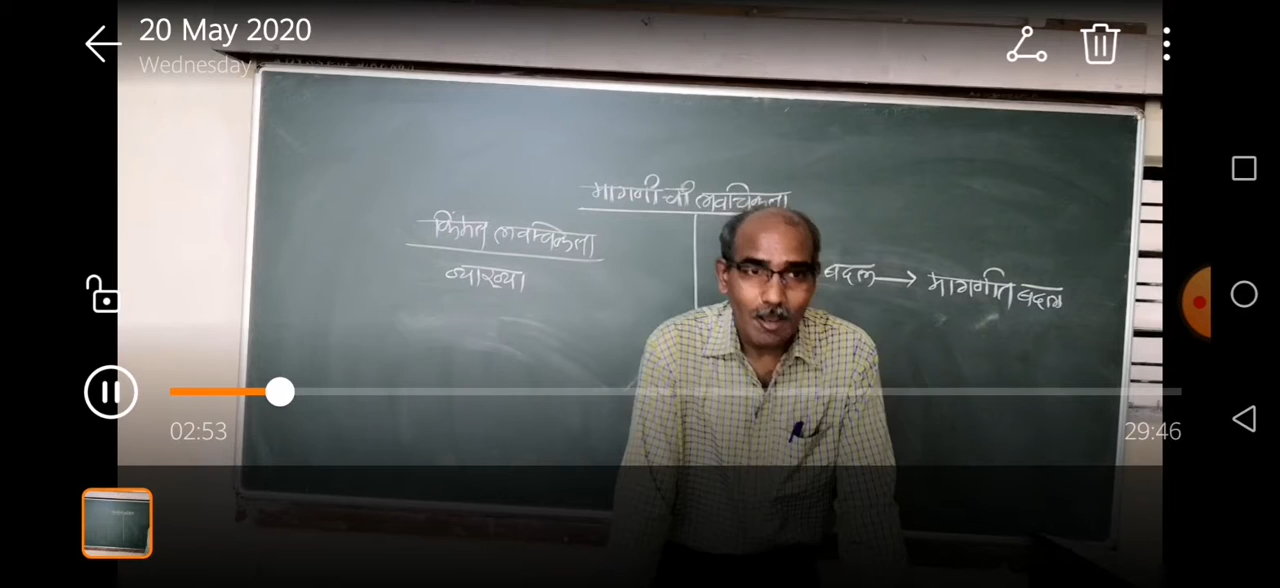 20 May 2020
Wednesday
मागणी ची लवचिकता
किंमत लवचिकता
व्याख्या
बदल → मागणीत बदल
02:53
29:46